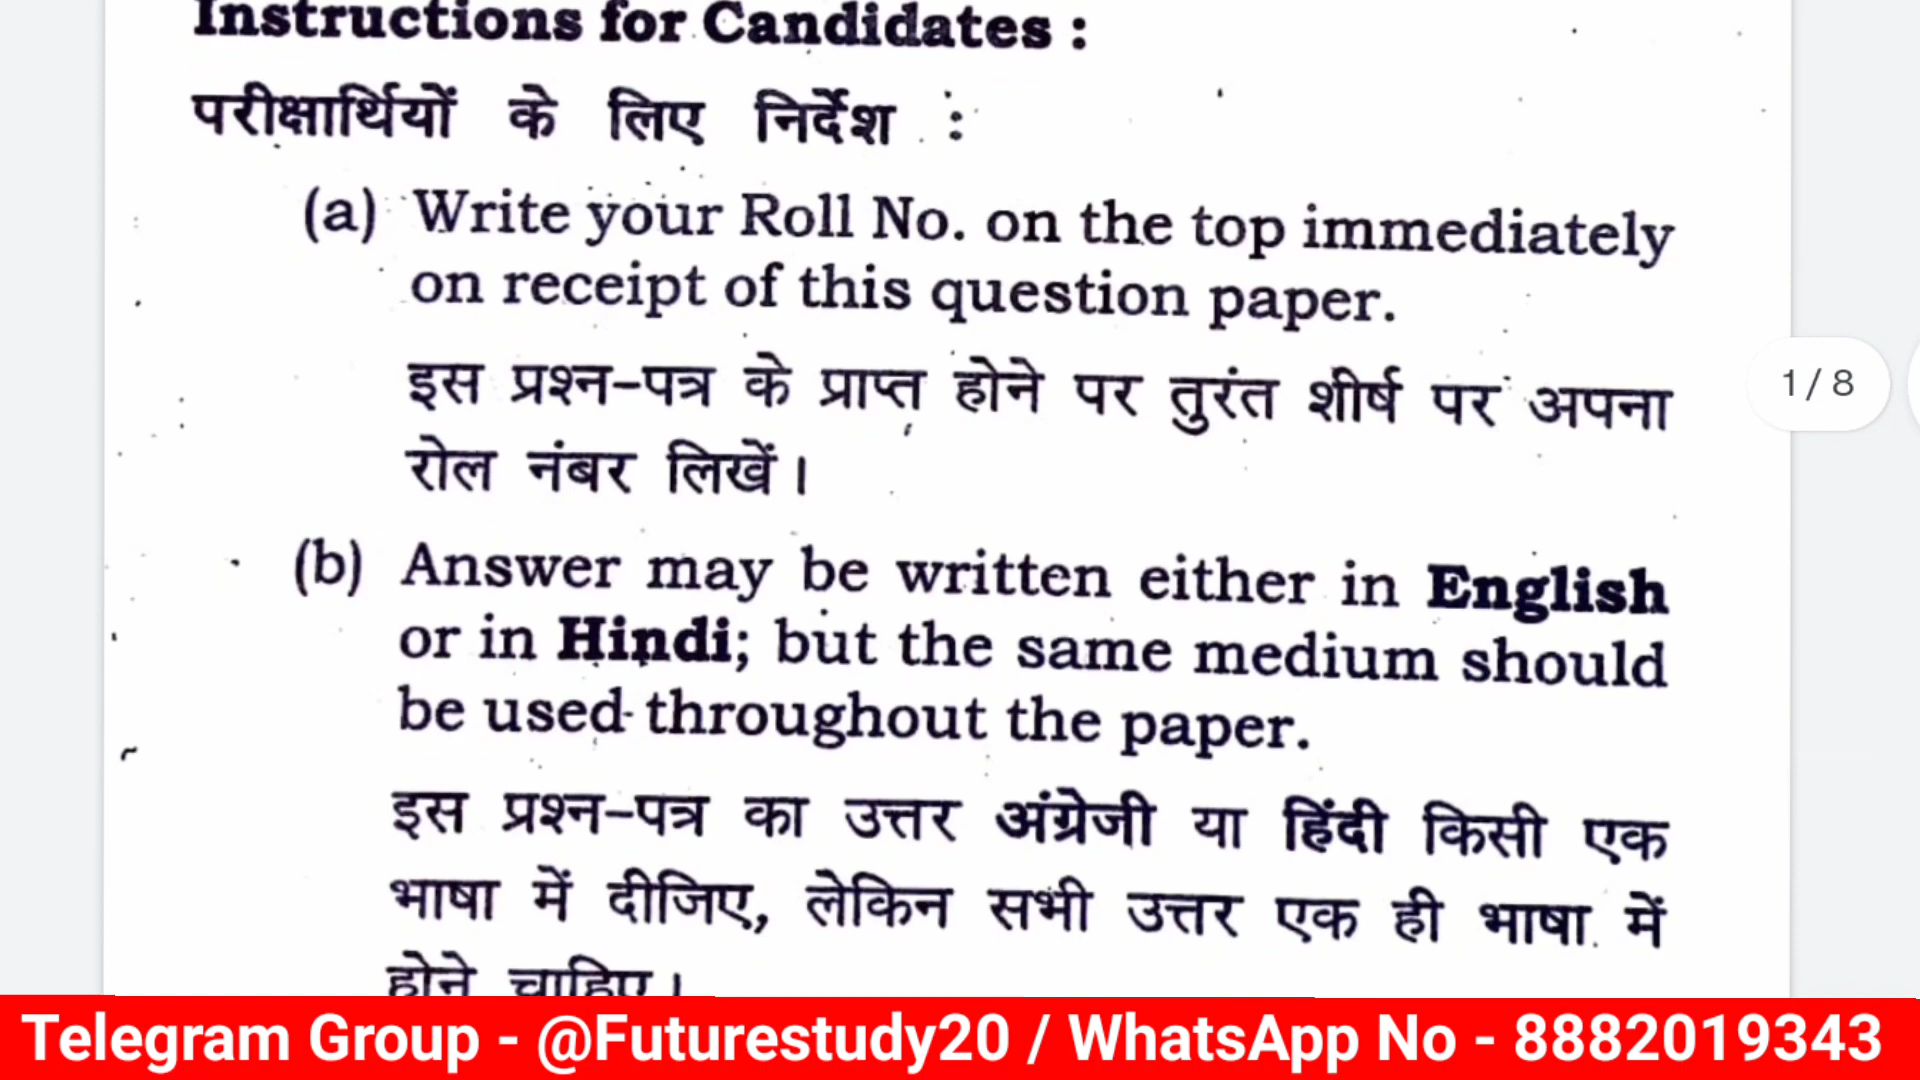 Instructions for Candidates :
परीक्षार्थियों के लिए निर्देश :
(a) Write your Roll No. on the top immediately
on receipt of this question paper.
इस प्रश्न-पत्र के प्राप्त होने पर तुरंत शीर्ष पर अपना
रोल नंबर लिखें।
1 / 8
(b) Answer may be written either in English
or in Hindi; but the same medium should
be used throughout the paper.
इस प्रश्न-पत्र का उत्तर अंग्रेजी या हिंदी किसी एक
भाषा में दीजिए, लेकिन सभी उत्तर एक ही भाषा में
होने चाहिए।
Telegram Group - @Futurestudy20 / WhatsApp No - 8882019343